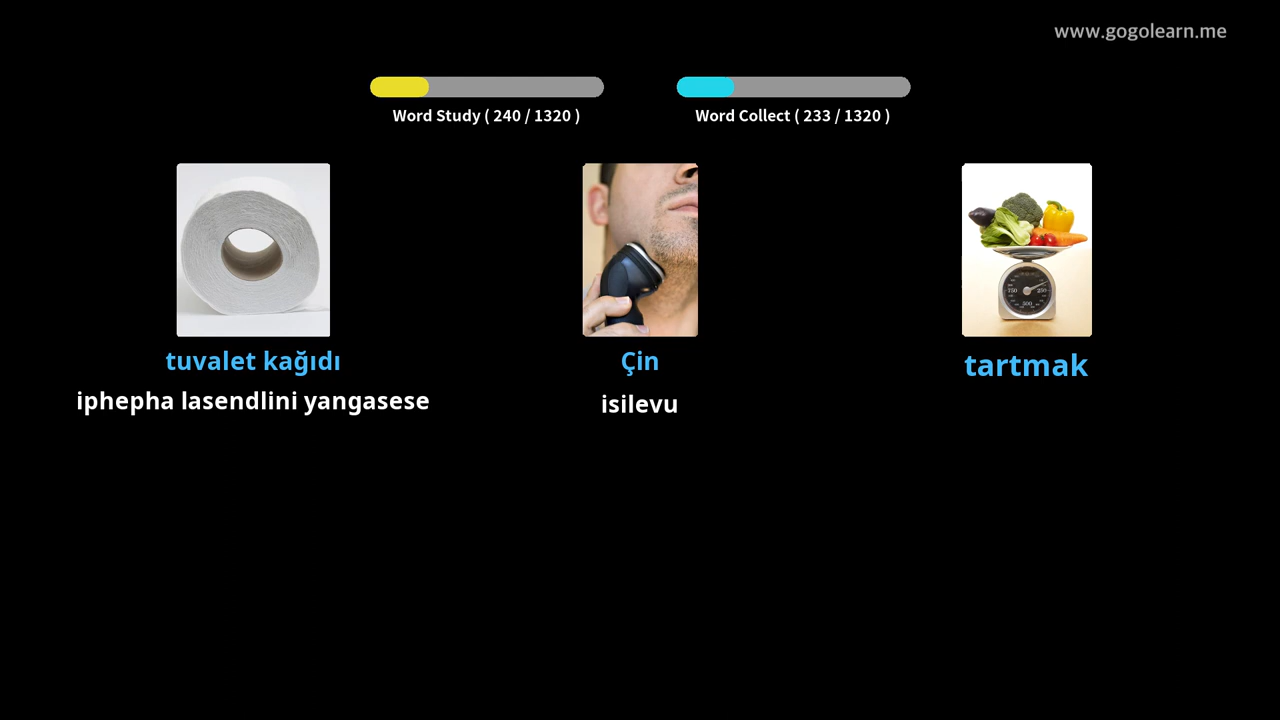 www.gogolearn.me
Word Study ( 240 / 1320 )
Word Collect ( 233 / 1320 )
tuvalet kağıdı
iphepha lasendlini yangasese
Çin
isilevu
tartmak